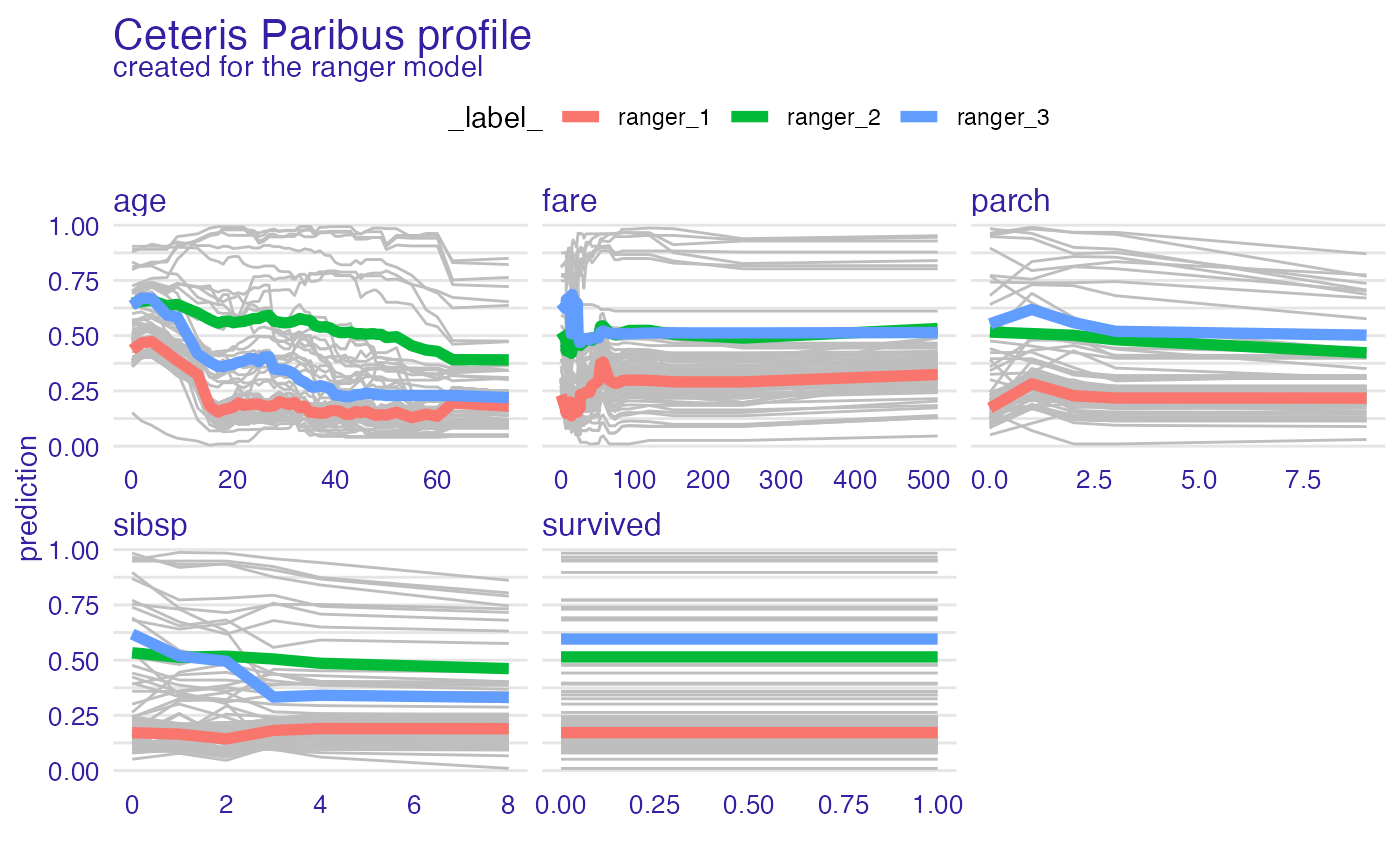 Ceteris Paribus profile
created for the ranger model
_label_ ranger_1 ranger_2 ranger_3
age fare parch
1.00
0.75
0.50
0.25
0.00
0 20 40 60 0 100 200 300 400 500 0.0 2.5 5.0 7.5
prediction
sibsp survived
1.00
0.75
0.50
0.25
0.00
0 2 4 6 8 0.00 0.25 0.50 0.75 1.00